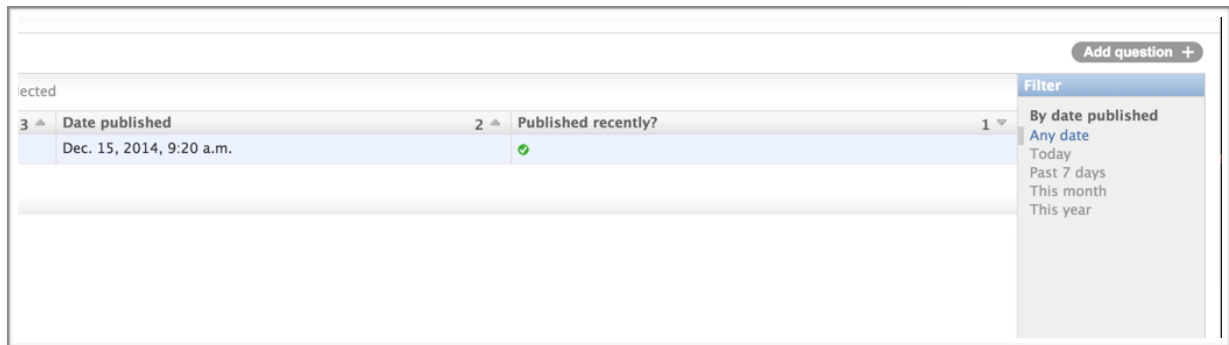 Add question +
lected
Filter
3 Date published 2 Published recently? 1
By date published
Dec. 15, 2014, 9:20 a.m.
Any date
Today
Past 7 days
This month
This year